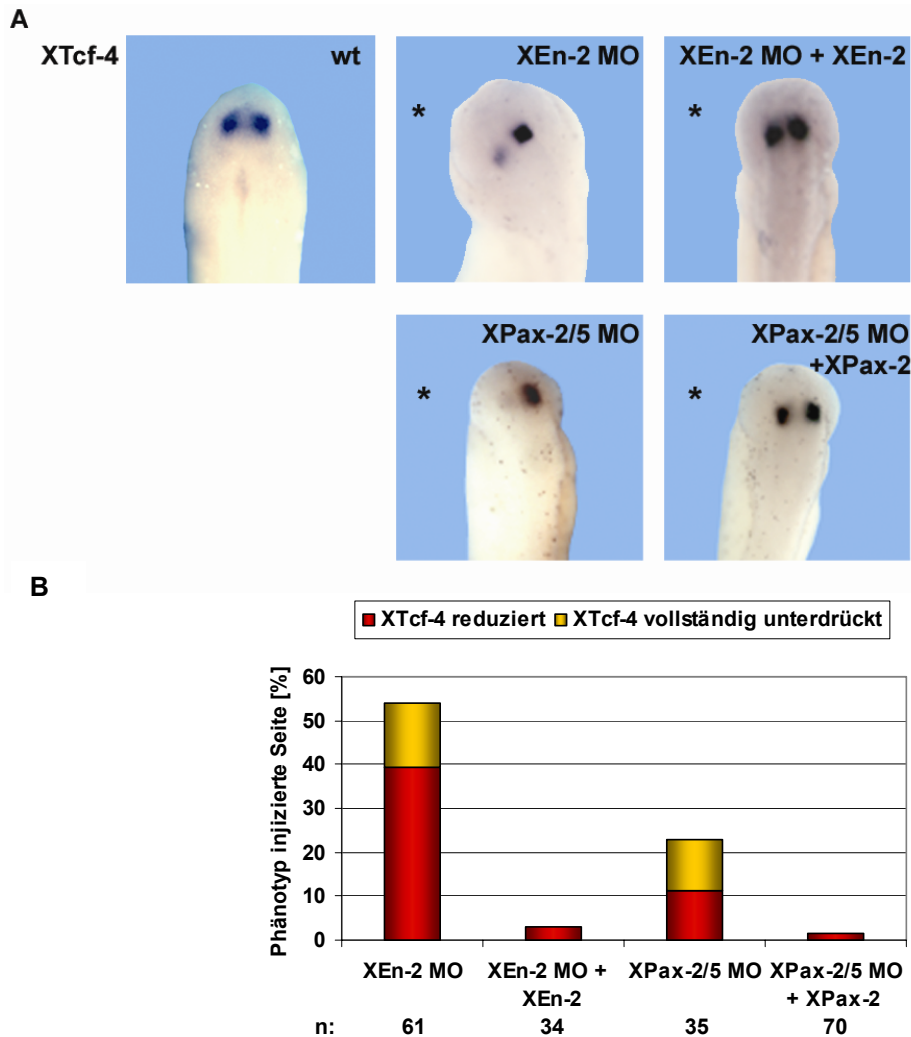 A
XTcf-4
wt
XEn-2 MO
XEn-2 MO + XEn-2
*
*
XPax-2/5 MO
XPax-2/5 MO
+XPax-2
*
*
B
XTcf-4 reduziert
XTcf-4 vollständig unterdrückt
Phänotyp injizierte Seite [%]
60
50
40
30
20
10
0
XEn-2 MO
XEn-2 MO +
XEn-2
XPax-2/5 MO
XPax-2/5 MO
+ XPax-2
n: 61 34 35 70